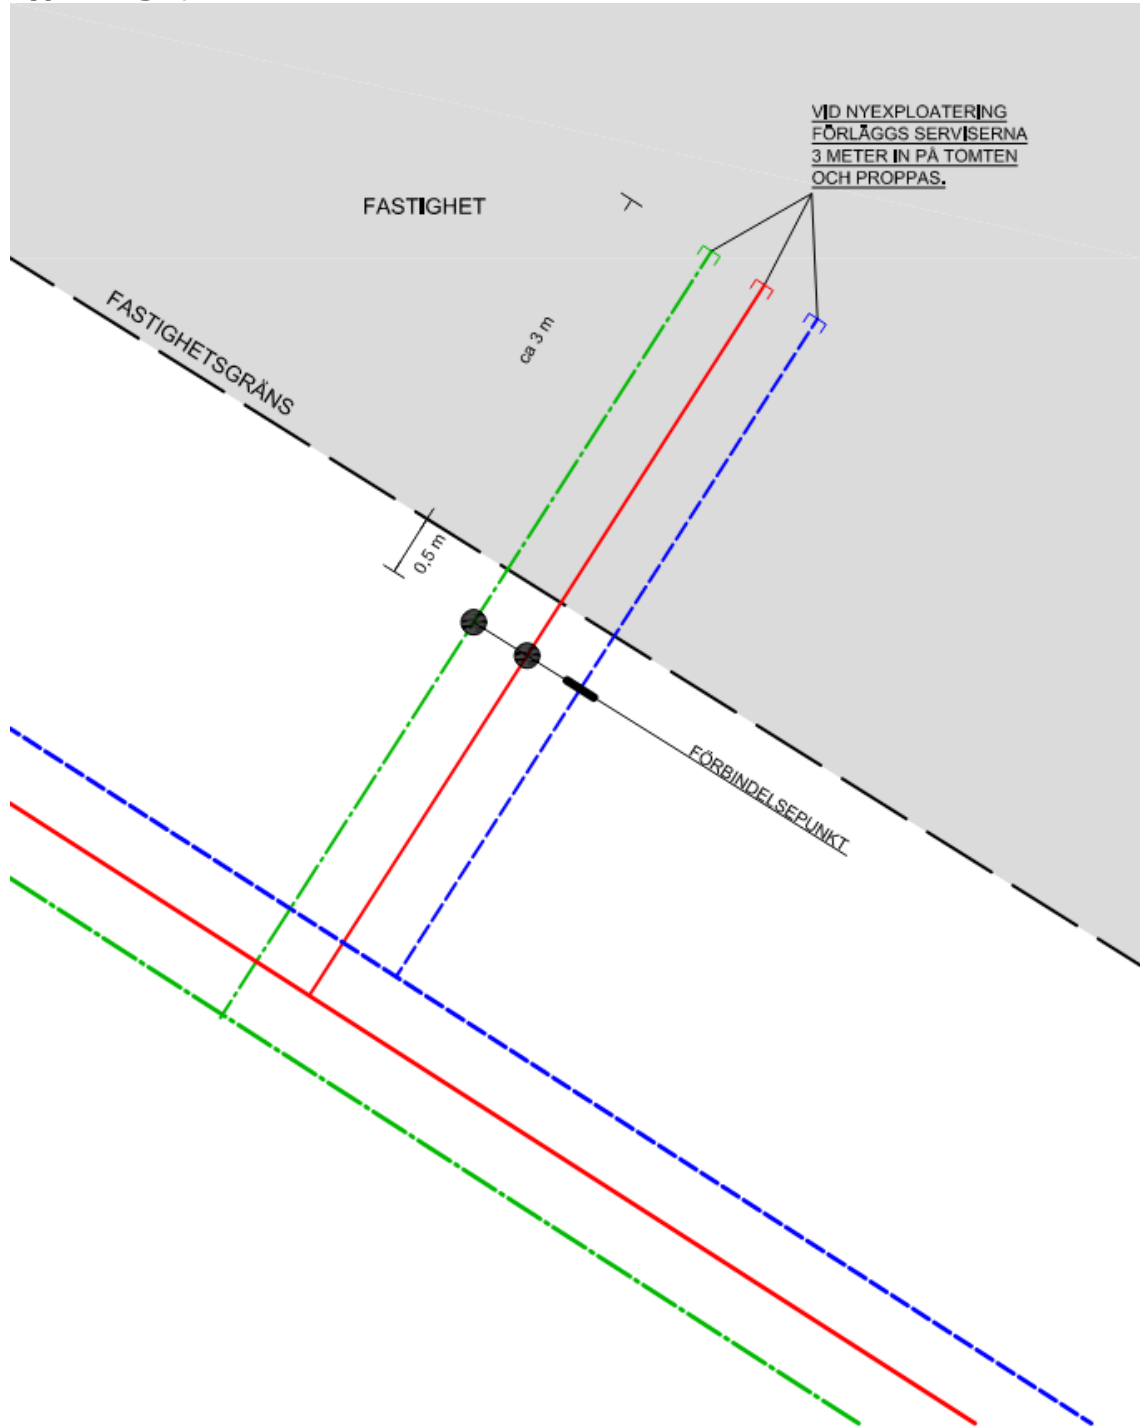 VID NYEXPLOATERING
FÖRLÄGGS SERVISERNA
3 METER IN PÅ TOMTEN
OCH PROPPAS.
FASTIGHET
FASTIGHETSGRÄNS
ca 3 m
0,5 m
FÖRBINDELSEPUNKT